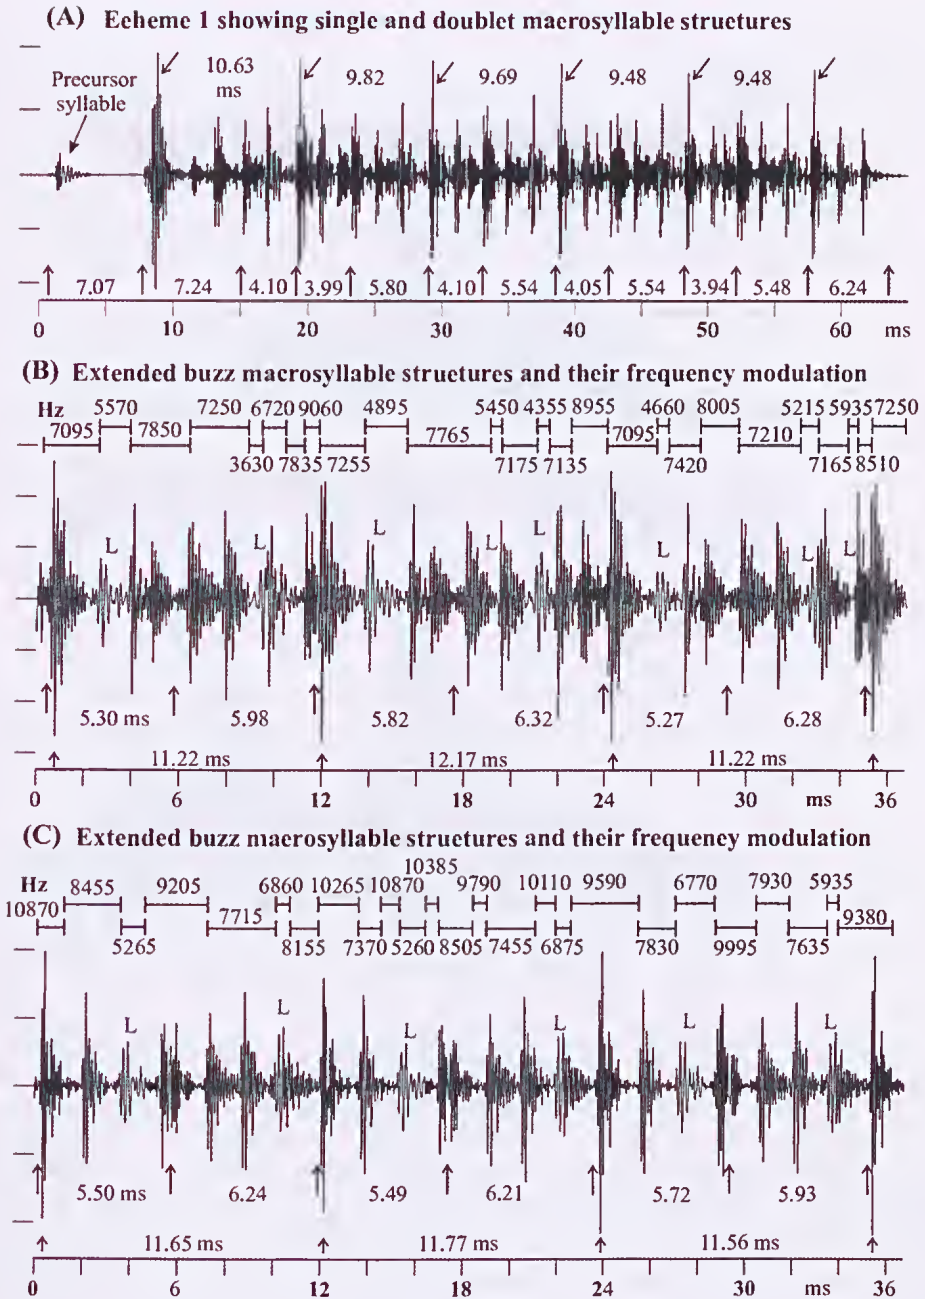 (A) Echeme 1 showing single and doublet macrosyllable structures
Precursor syllable
10.63 ms 9.82 9.69 9.48 9.48
7.07 7.24 4.10 3.99 5.80 4.10 5.54 4.05 5.54 3.94 5.48 6.24
0 10 20 30 40 50 60 ms
(B) Extended buzz macrosyllable structures and their frequency modulation
Hz 5570 7250 6720 9060 4895 5450 4355 8955 4660 8005 5215 5935 7250
7095 7850 3630 7835 7255 7765 7175 7135 7095 7420 7210 7165 8510
L L L L L L L L
5.30 ms 5.98 5.82 6.32 5.27 6.28
11.22 ms 12.17 ms 11.22 ms
0 6 12 18 24 30 ms 36
(C) Extended buzz macrosyllable structures and their frequency modulation
10385
Hz 8455 9205 6860 10265 10870 9790 10110 9590 6770 7930 5935
10870 5265 7715 8155 7370 5260 8505 7455 6875 7830 9995 7635 9380
L L L L L L
5.50 ms 6.24 5.49 6.21 5.72 5.93
11.65 ms 11.77 ms 11.56 ms
0 6 12 18 24 30 ms 36